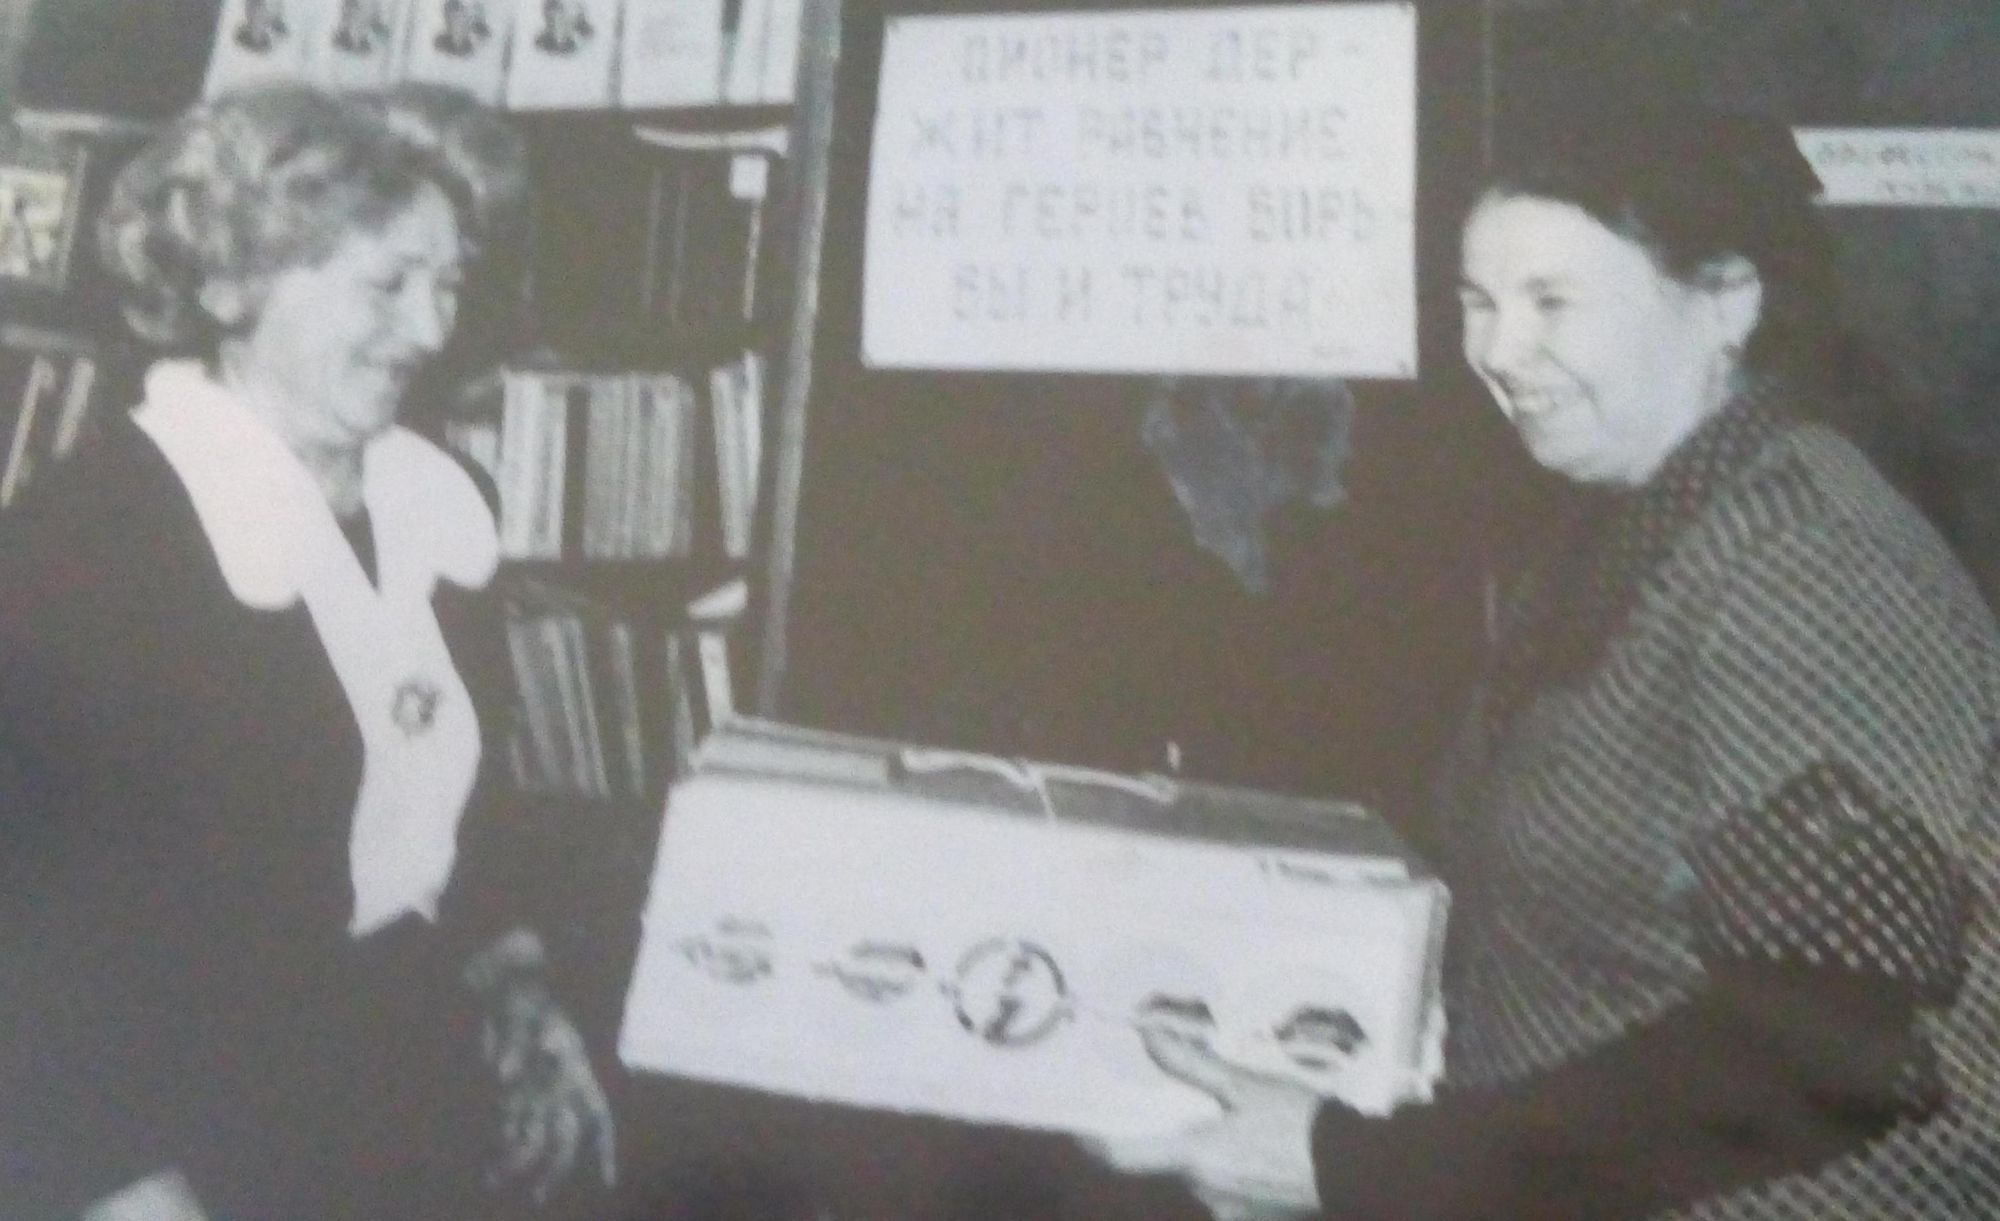 ПИОНЕР ДЕР-
ЖИТ РАВНЕНИЕ
НА ГЕРОЕВ БОРЬ-
БЫ И ТРУДА